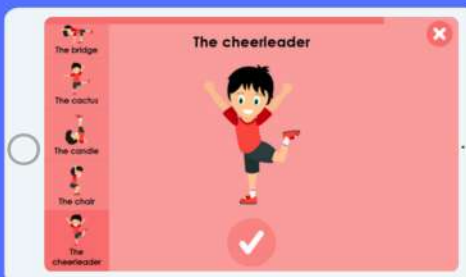 The cheerleader
The bridge
The cactus
The candle
The chair
The
cheerleader